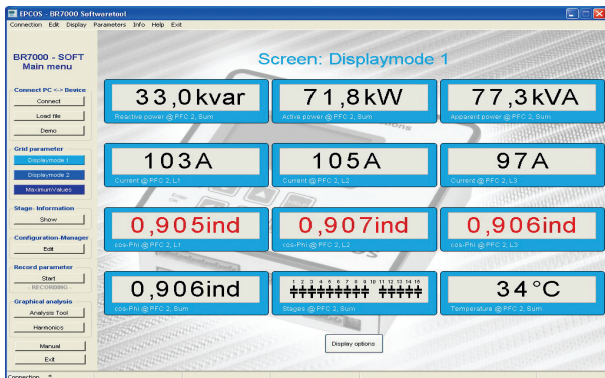 EPCOS - BR7000 Softwaretool
Connection Edit Display Parameters Info Help Exit
BR7000 - SOFT
Main menu
Screen: Displaymode 1
Connect PC <-> Device
Connect
Load file
Demo
Grid parameter
Displaymode 1
Displaymode 2
MaximumValues
Stage- Information
Show
Configuration-Manager
Edit
Record parameter
Start
- RECORDING -
Graphical analysis
Analysis Tool
Harmonics
Manual
Exit
33,0kvar
Reactive power @ PFC 2, Sum
71,8kW
Active power @ PFC 2, Sum
77,3kVA
Apparent power @ PFC 2, Sum
103A
Current @ PFC 2, L1
105A
Current @ PFC 2, L2
97A
Current @ PFC 2, L3
0,905ind
cos-Phi @ PFC 2, L1
0,907ind
cos-Phi @ PFC 2, L2
0,906ind
cos-Phi @ PFC 2, L3
0,906ind
cos-Phi @ PFC 2, Sum
1 2 3 4 5 6 7 8 9 10 11 12 13 14 15 16
Stages @ PFC 2, Sum
34°C
Temperature @ PFC 2, Sum
Display options
Connection